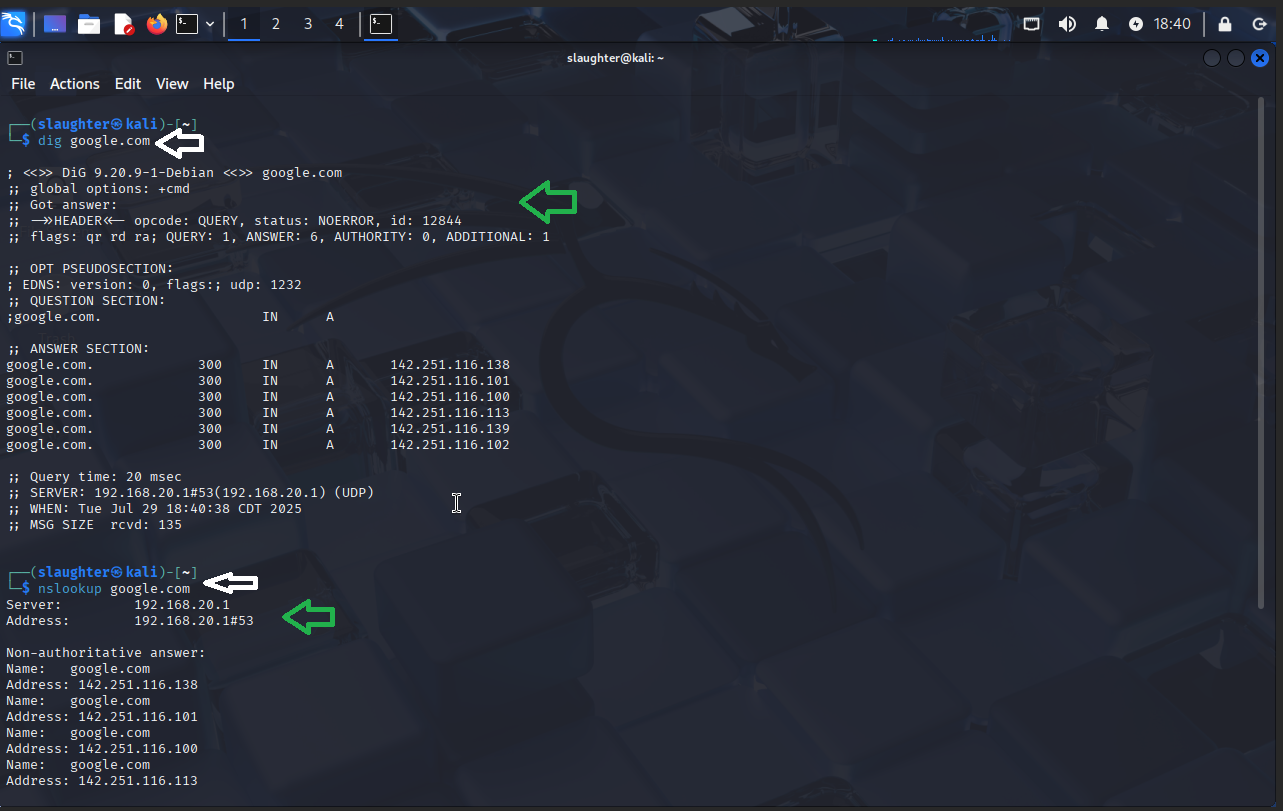 1 2 3 4 18:40
slaughter@kali: ~
File Actions Edit View Help
┌──(slaughter㉿kali)-[~]
└─$ dig google.com
; <<>> DiG 9.20.9-1-Debian <<>> google.com
;; global options: +cmd
;; Got answer:
;; ->>HEADER<<- opcode: QUERY, status: NOERROR, id: 12844
;; flags: qr rd ra; QUERY: 1, ANSWER: 6, AUTHORITY: 0, ADDITIONAL: 1
;; OPT PSEUDOSECTION:
; EDNS: version: 0, flags:; udp: 1232
;; QUESTION SECTION:
;google.com. IN A
;; ANSWER SECTION:
google.com. 300 IN A 142.251.116.138
google.com. 300 IN A 142.251.116.101
google.com. 300 IN A 142.251.116.100
google.com. 300 IN A 142.251.116.113
google.com. 300 IN A 142.251.116.139
google.com. 300 IN A 142.251.116.102
;; Query time: 20 msec
;; SERVER: 192.168.20.1#53(192.168.20.1) (UDP)
;; WHEN: Tue Jul 29 18:40:38 CDT 2025
;; MSG SIZE rcvd: 135
┌──(slaughter㉿kali)-[~]
└─$ nslookup google.com
Server: 192.168.20.1
Address: 192.168.20.1#53
Non-authoritative answer:
Name: google.com
Address: 142.251.116.138
Name: google.com
Address: 142.251.116.101
Name: google.com
Address: 142.251.116.100
Name: google.com
Address: 142.251.116.113